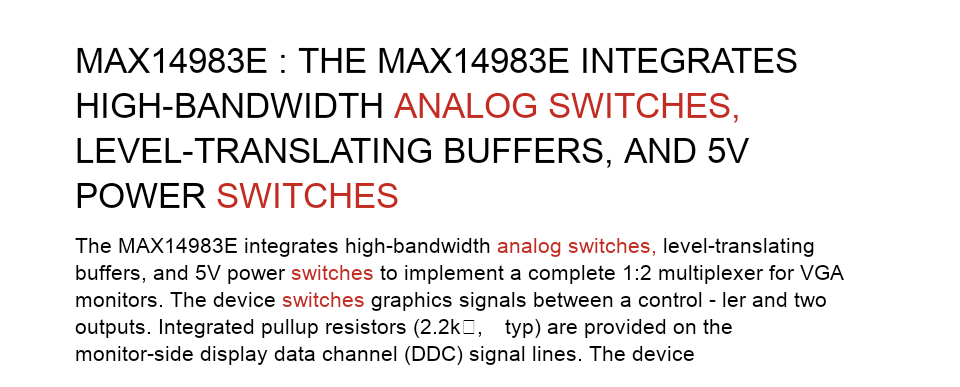 MAX14983E : THE MAX14983E INTEGRATES
HIGH-BANDWIDTH ANALOG SWITCHES,
LEVEL-TRANSLATING BUFFERS, AND 5V
POWER SWITCHES
The MAX14983E integrates high-bandwidth analog switches, level-translating
buffers, and 5V power switches to implement a complete 1:2 multiplexer for VGA
monitors. The device switches graphics signals between a control - ler and two
outputs. Integrated pullup resistors (2.2k□, typ) are provided on the
monitor-side display data channel (DDC) signal lines. The device